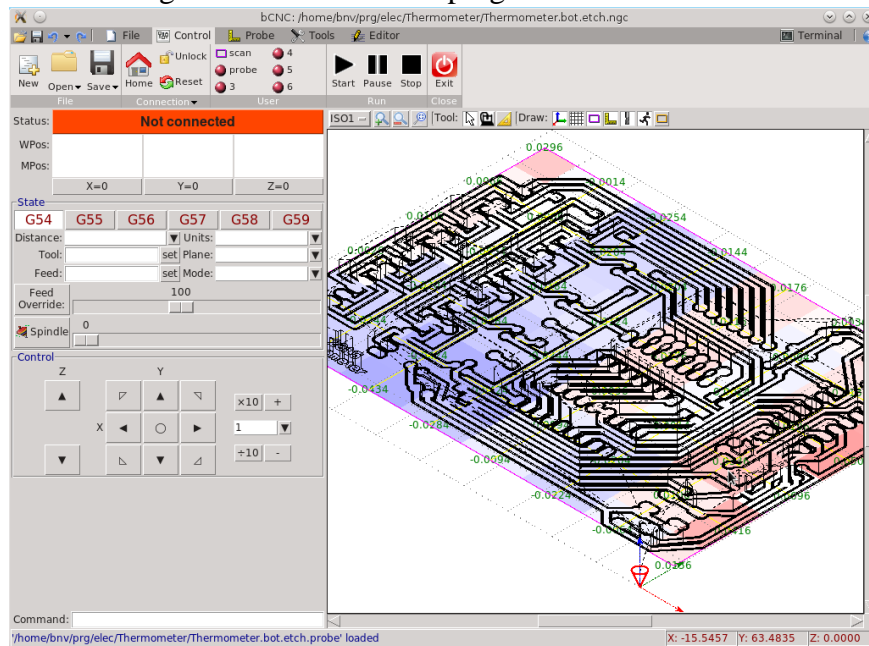 bCNC: /home/bnv/prg/elec/Thermometer/Thermometer.bot.etch.ngc
File Control Probe Tools Editor Terminal
New Open Save Home Unlock Reset scan probe 3 4 5 6 Start Pause Stop Exit
File Connection User Run Close
Status: Not connected
ISO1 Tool: Draw:
WPos:
MPos:
X=0 Y=0 Z=0
State
G54 G55 G56 G57 G58 G59
Distance: Units:
Tool: set Plane:
Feed: set Mode:
Feed Override: 100
Spindle 0
Control
Z Y
×10 +
X 1
÷10 -
0.0296
0.0014
0.0254
0.0144
0.0176
-0.0434
-0.0284
-0.0594
-0.0224
0.0186
Command:
'/home/bnv/prg/elec/Thermometer/Thermometer.bot.etch.probe' loaded
X: -15.5457 Y: 63.4835 Z: 0.0000